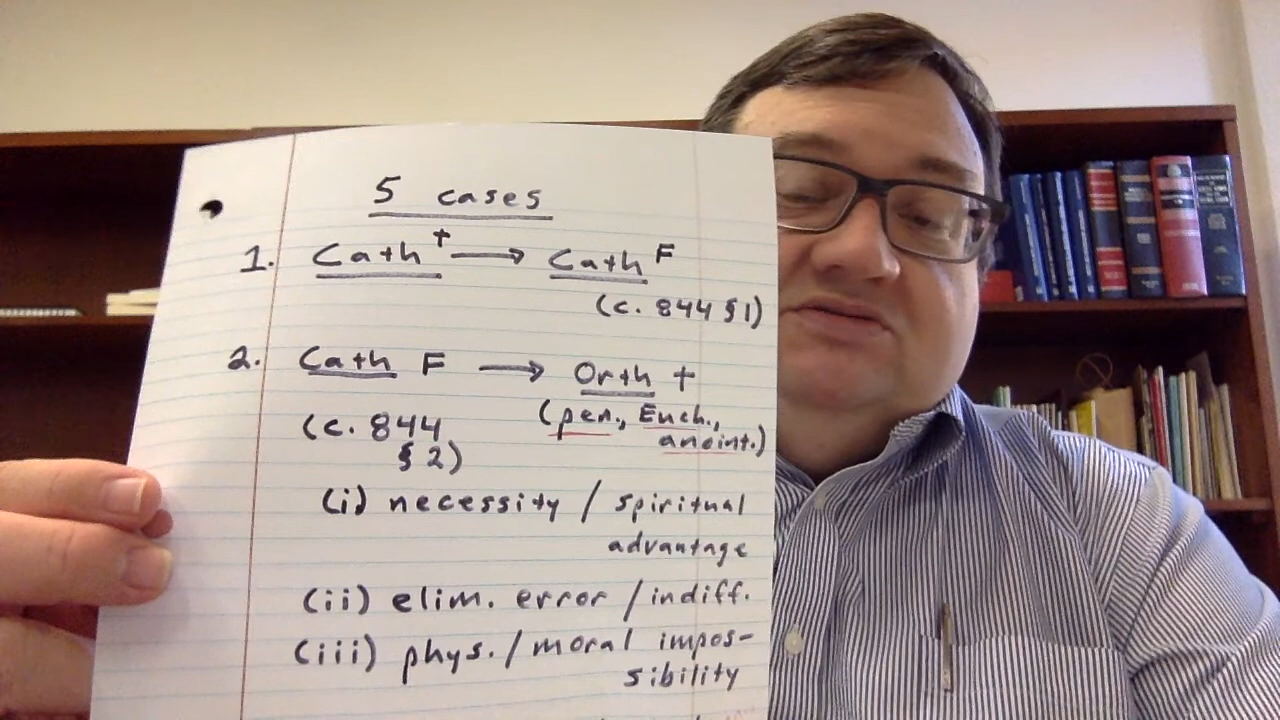 5 cases
1. Cath + → Cath F
(c. 844 § 1)
2. Cath F → Orth +
(c. 844 § 2)
(pen., Euch., anoint.)
(i) necessity / spiritual
advantage
(ii) elim. error / indiff.
(iii) phys. / moral impos-
sibility